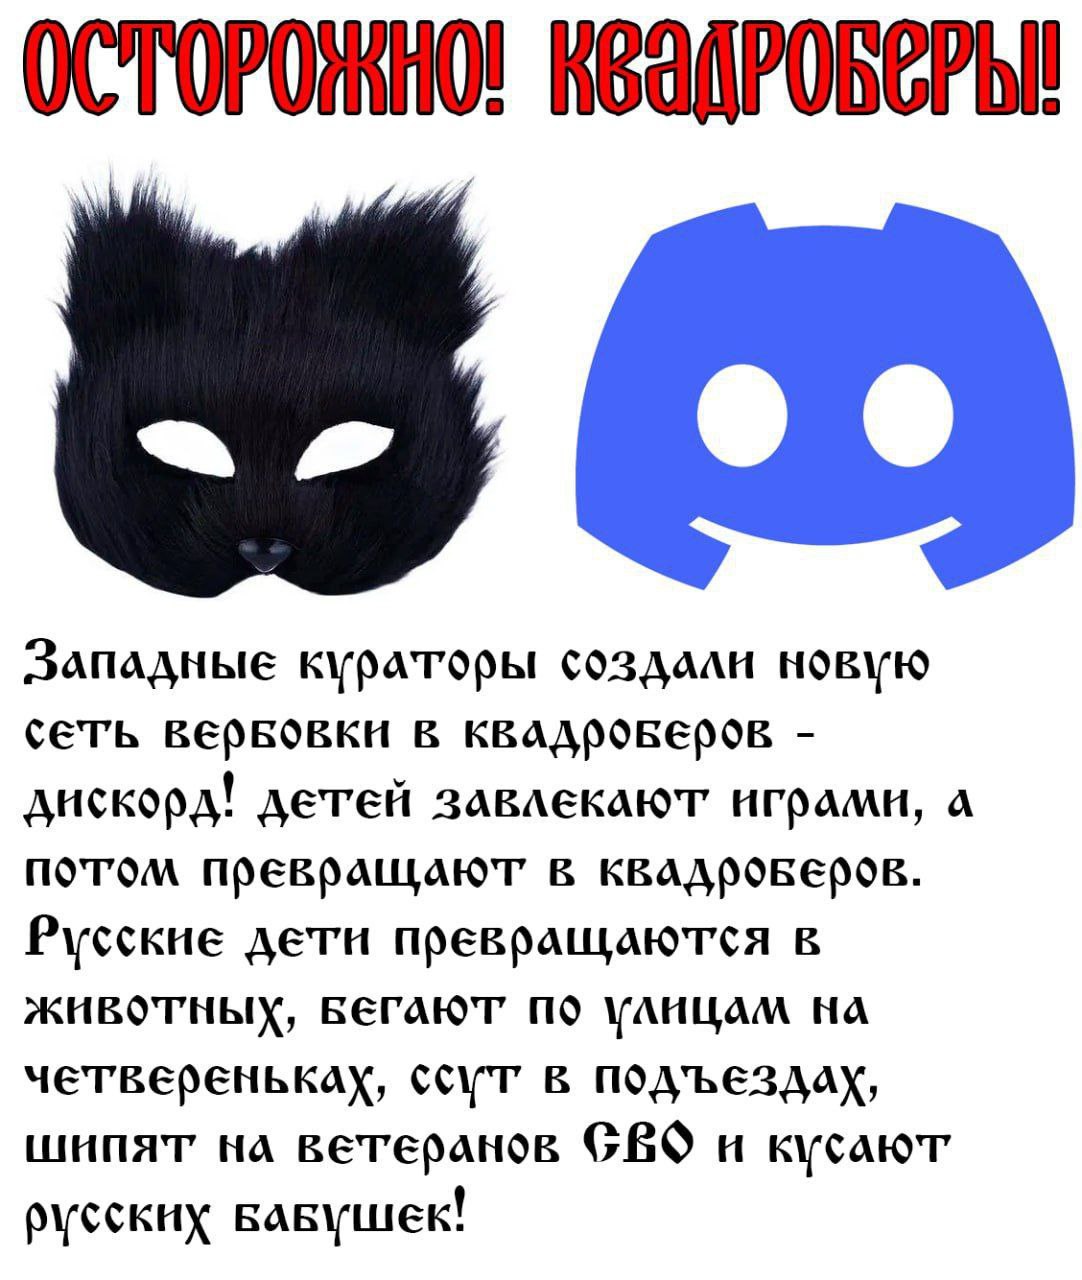 ОСТОРОЖНО! КВАДРОБЕРЫ!
Западные кураторы создали новую
сеть вербовки в квадроберов -
дискорд! детей завлекают играми, а
потом превращают в квадроберов.
Русские дети превращаются в
животных, бегают по улицам на
четвереньках, ссут в подъездах,
шипят на ветеранов СВО и кусают
русских бабушек!